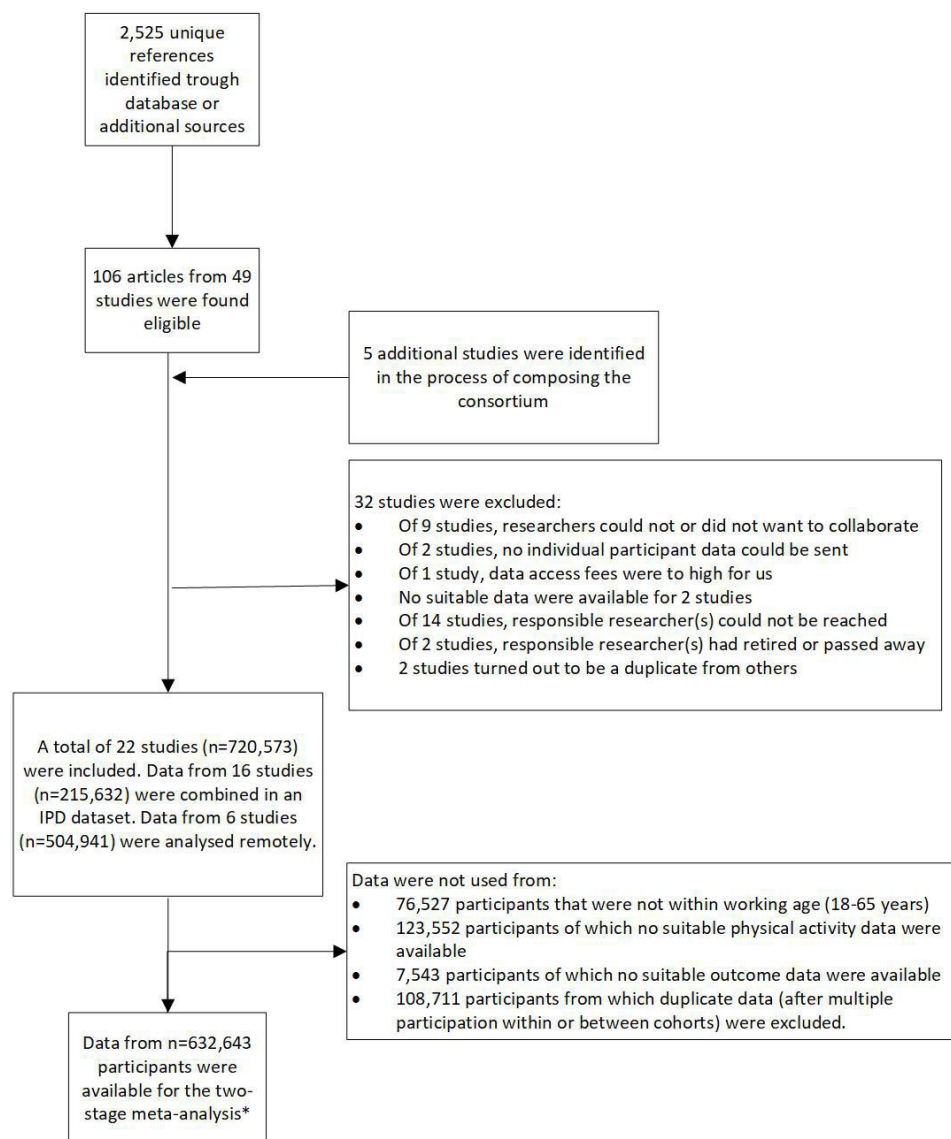 2,525 unique
references
identified trough
database or
additional sources
106 articles from 49
studies were found
eligible
5 additional studies were identified
in the process of composing the
consortium
32 studies were excluded:
• Of 9 studies, researchers could not or did not want to collaborate
• Of 2 studies, no individual participant data could be sent
• Of 1 study, data access fees were to high for us
• No suitable data were available for 2 studies
• Of 14 studies, responsible researcher(s) could not be reached
• Of 2 studies, responsible researcher(s) had retired or passed away
• 2 studies turned out to be a duplicate from others
A total of 22 studies (n=720,573)
were included. Data from 16 studies
(n=215,632) were combined in an
IPD dataset. Data from 6 studies
(n=504,941) were analysed remotely.
Data were not used from:
• 76,527 participants that were not within working age (18-65 years)
• 123,552 participants of which no suitable physical activity data were
available
• 7,543 participants of which no suitable outcome data were available
• 108,711 participants from which duplicate data (after multiple
participation within or between cohorts) were excluded.
Data from n=632,643
participants were
available for the two-
stage meta-analysis*